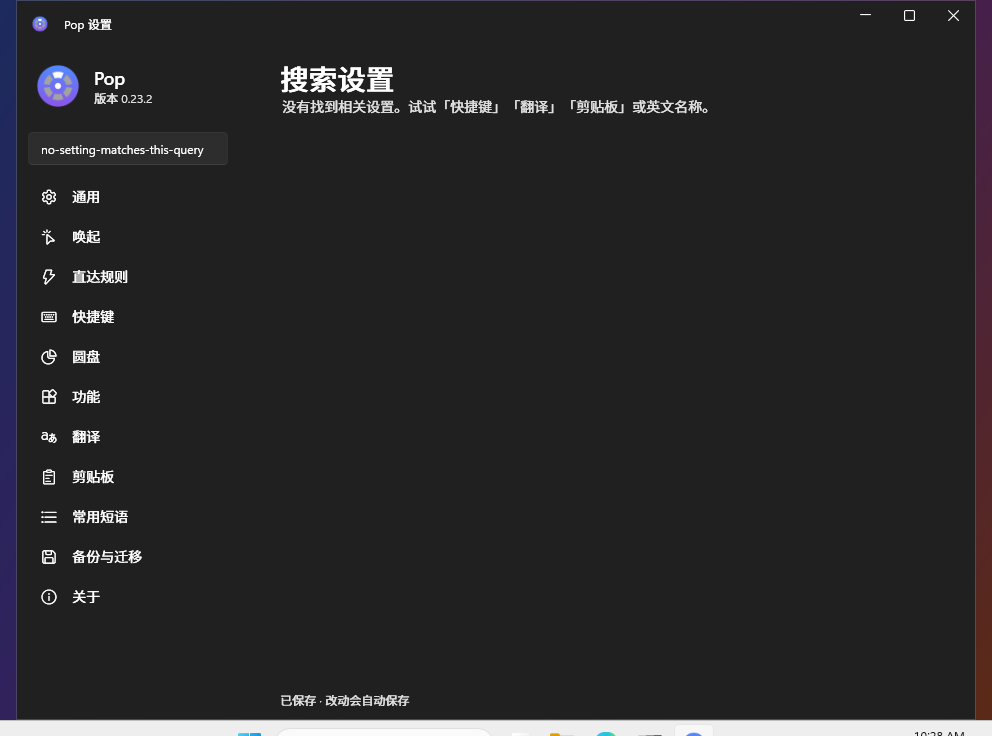 Pop 设置
Pop
版本 0.23.2
no-setting-matches-this-query
通用
唤起
直达规则
快捷键
圆盘
功能
翻译
剪贴板
常用短语
备份与迁移
关于
搜索设置
没有找到相关设置。试试「快捷键」「翻译」「剪贴板」或英文名称。
已保存 · 改动会自动保存
10:28 AM